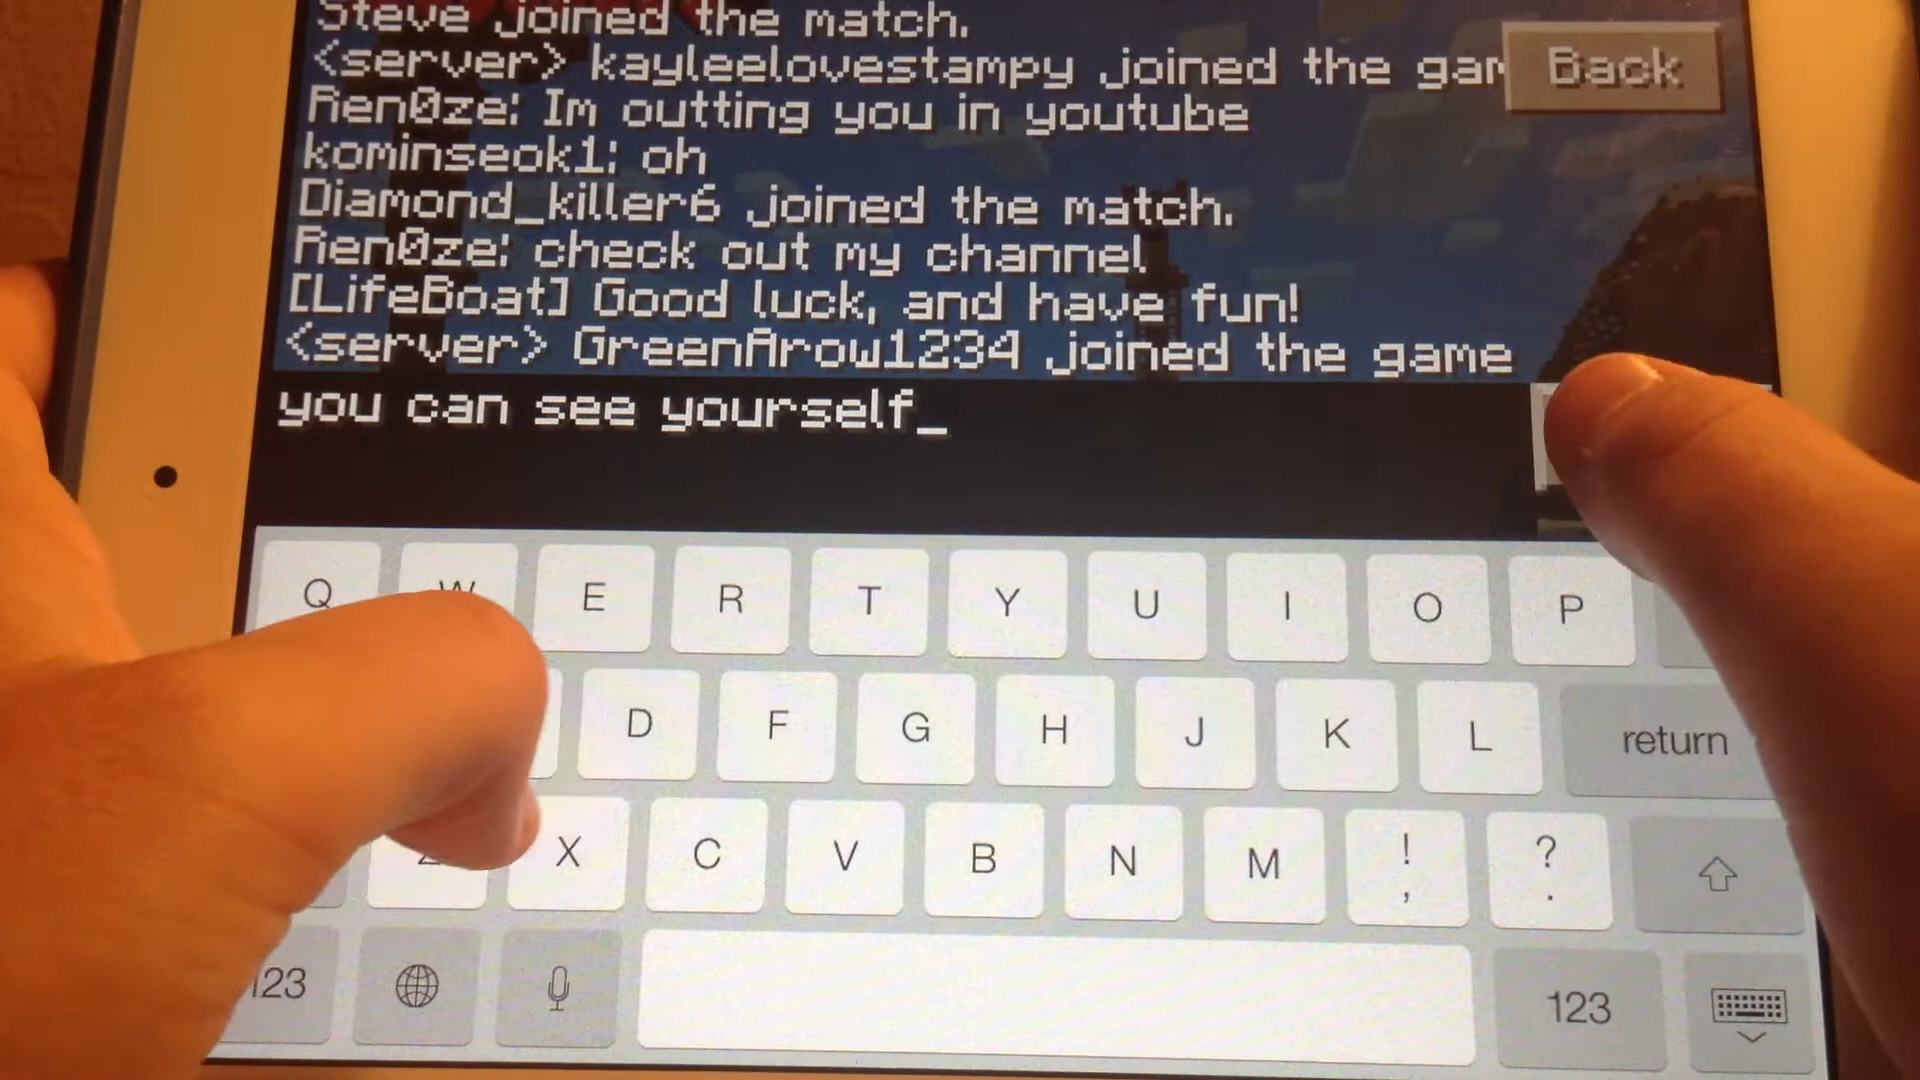 Steve joined the match.
<server> kayleelovestampy joined the gam
Back
Ren0ze: Im outting you in youtube
kominseok1: oh
Diamond_killer6 joined the match.
Ren0ze: check out my channel
[LifeBoat] Good luck, and have fun!
<server> GreenArow1234 joined the game
you can see yourself_
Q W E R T Y U I O P
D F G H J K L return
Z X C V B N M ! , ? .
123 123